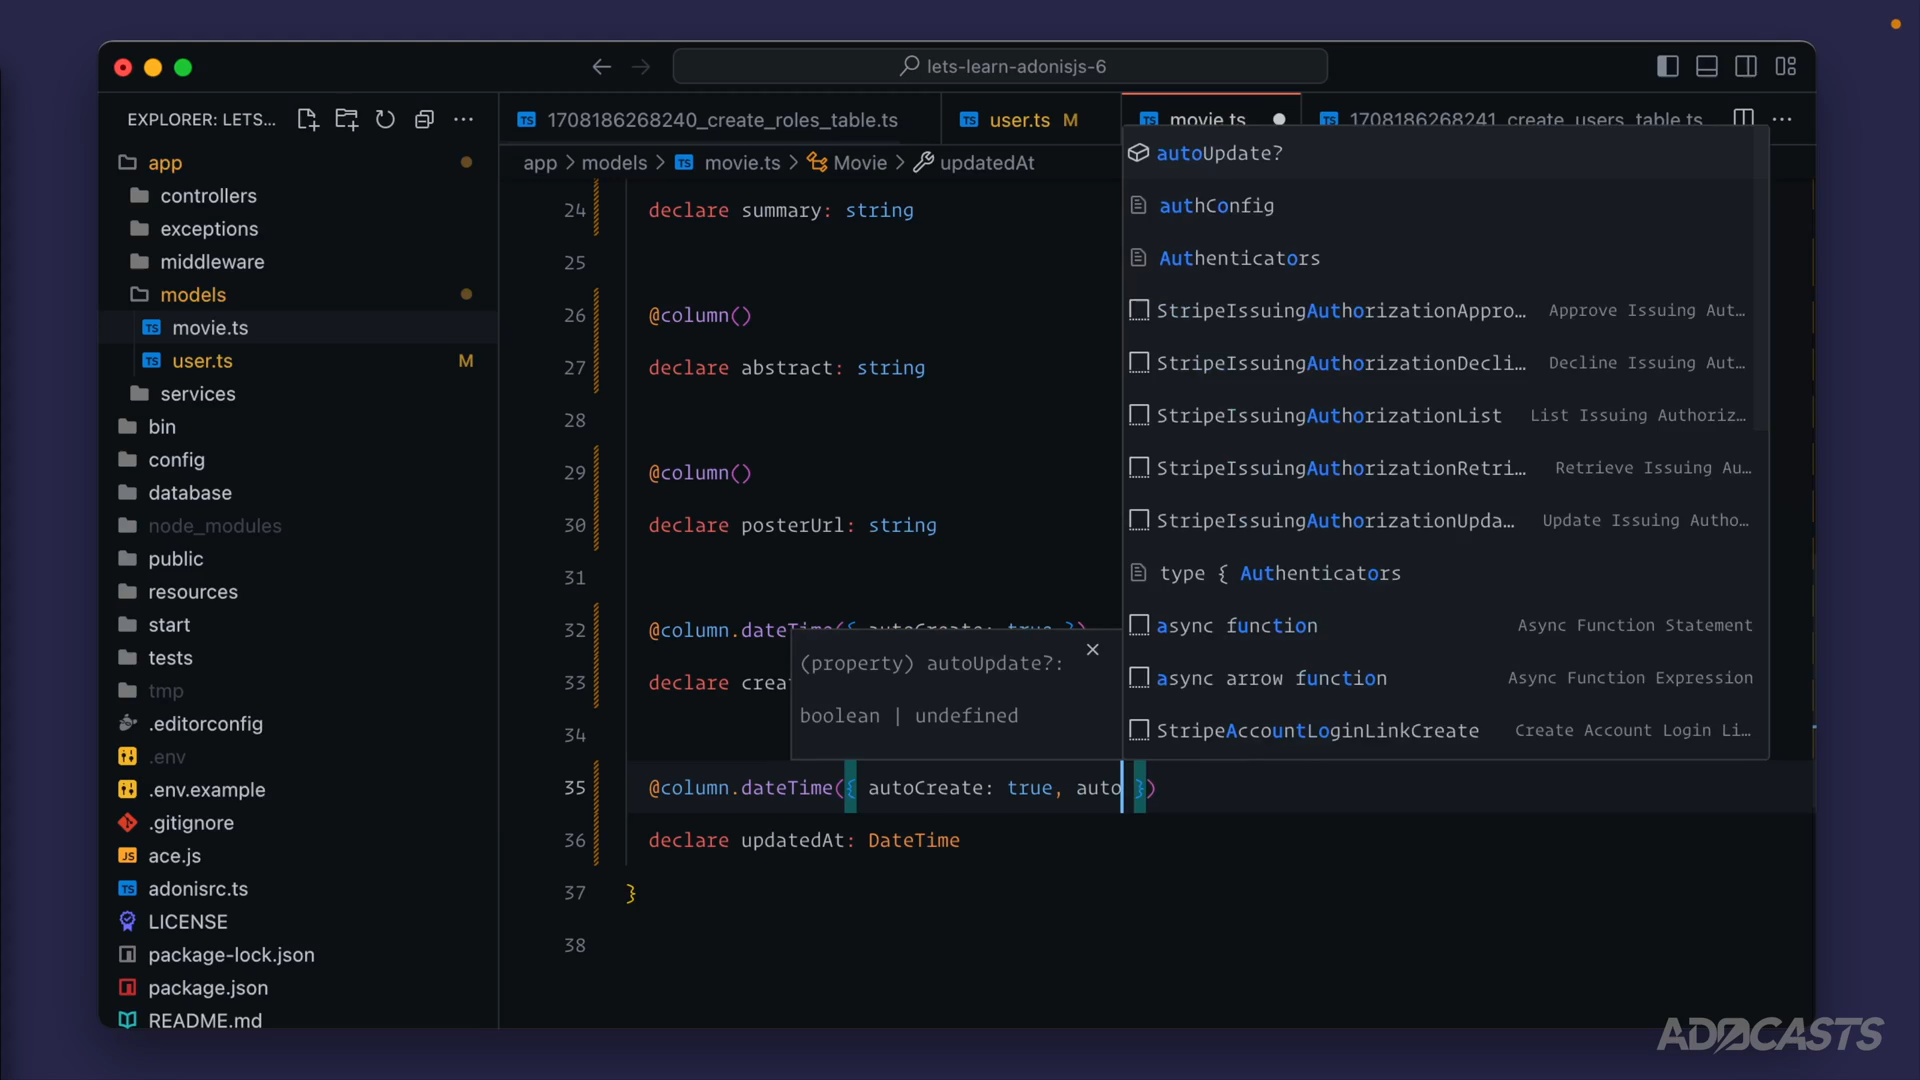 lets-learn-adonisjs-6
EXPLORER: LETS...
1708186268240_create_roles_table.ts
user.ts M
movie.ts
1708186268241_create_users_table.ts
app > models > movie.ts > Movie > updatedAt
app
controllers
exceptions
middleware
models
movie.ts
user.ts M
services
bin
config
database
node_modules
public
resources
start
tests
tmp
.editorconfig
.env
.env.example
.gitignore
ace.js
adonisrc.ts
LICENSE
package-lock.json
package.json
README.md
24 declare summary: string
25
26 @column()
27 declare abstract: string
28
29 @column()
30 declare posterUrl: string
31
32 @column.dateTime({ autoCreate: true })
33 declare crea
34
35 @column.dateTime({ autoCreate: true, auto })
36 declare updatedAt: DateTime
37 }
38
(property) autoUpdate?:
boolean | undefined
autoUpdate?
authConfig
Authenticators
StripeIssuingAuthorizationAppro... Approve Issuing Aut...
StripeIssuingAuthorizationDecli... Decline Issuing Aut...
StripeIssuingAuthorizationList List Issuing Authoriz...
StripeIssuingAuthorizationRetri... Retrieve Issuing Au...
StripeIssuingAuthorizationUpda... Update Issuing Autho...
type { Authenticators
async function Async Function Statement
async arrow function Async Function Expression
StripeAccountLoginLinkCreate Create Account Login Li...
ADOCASTS